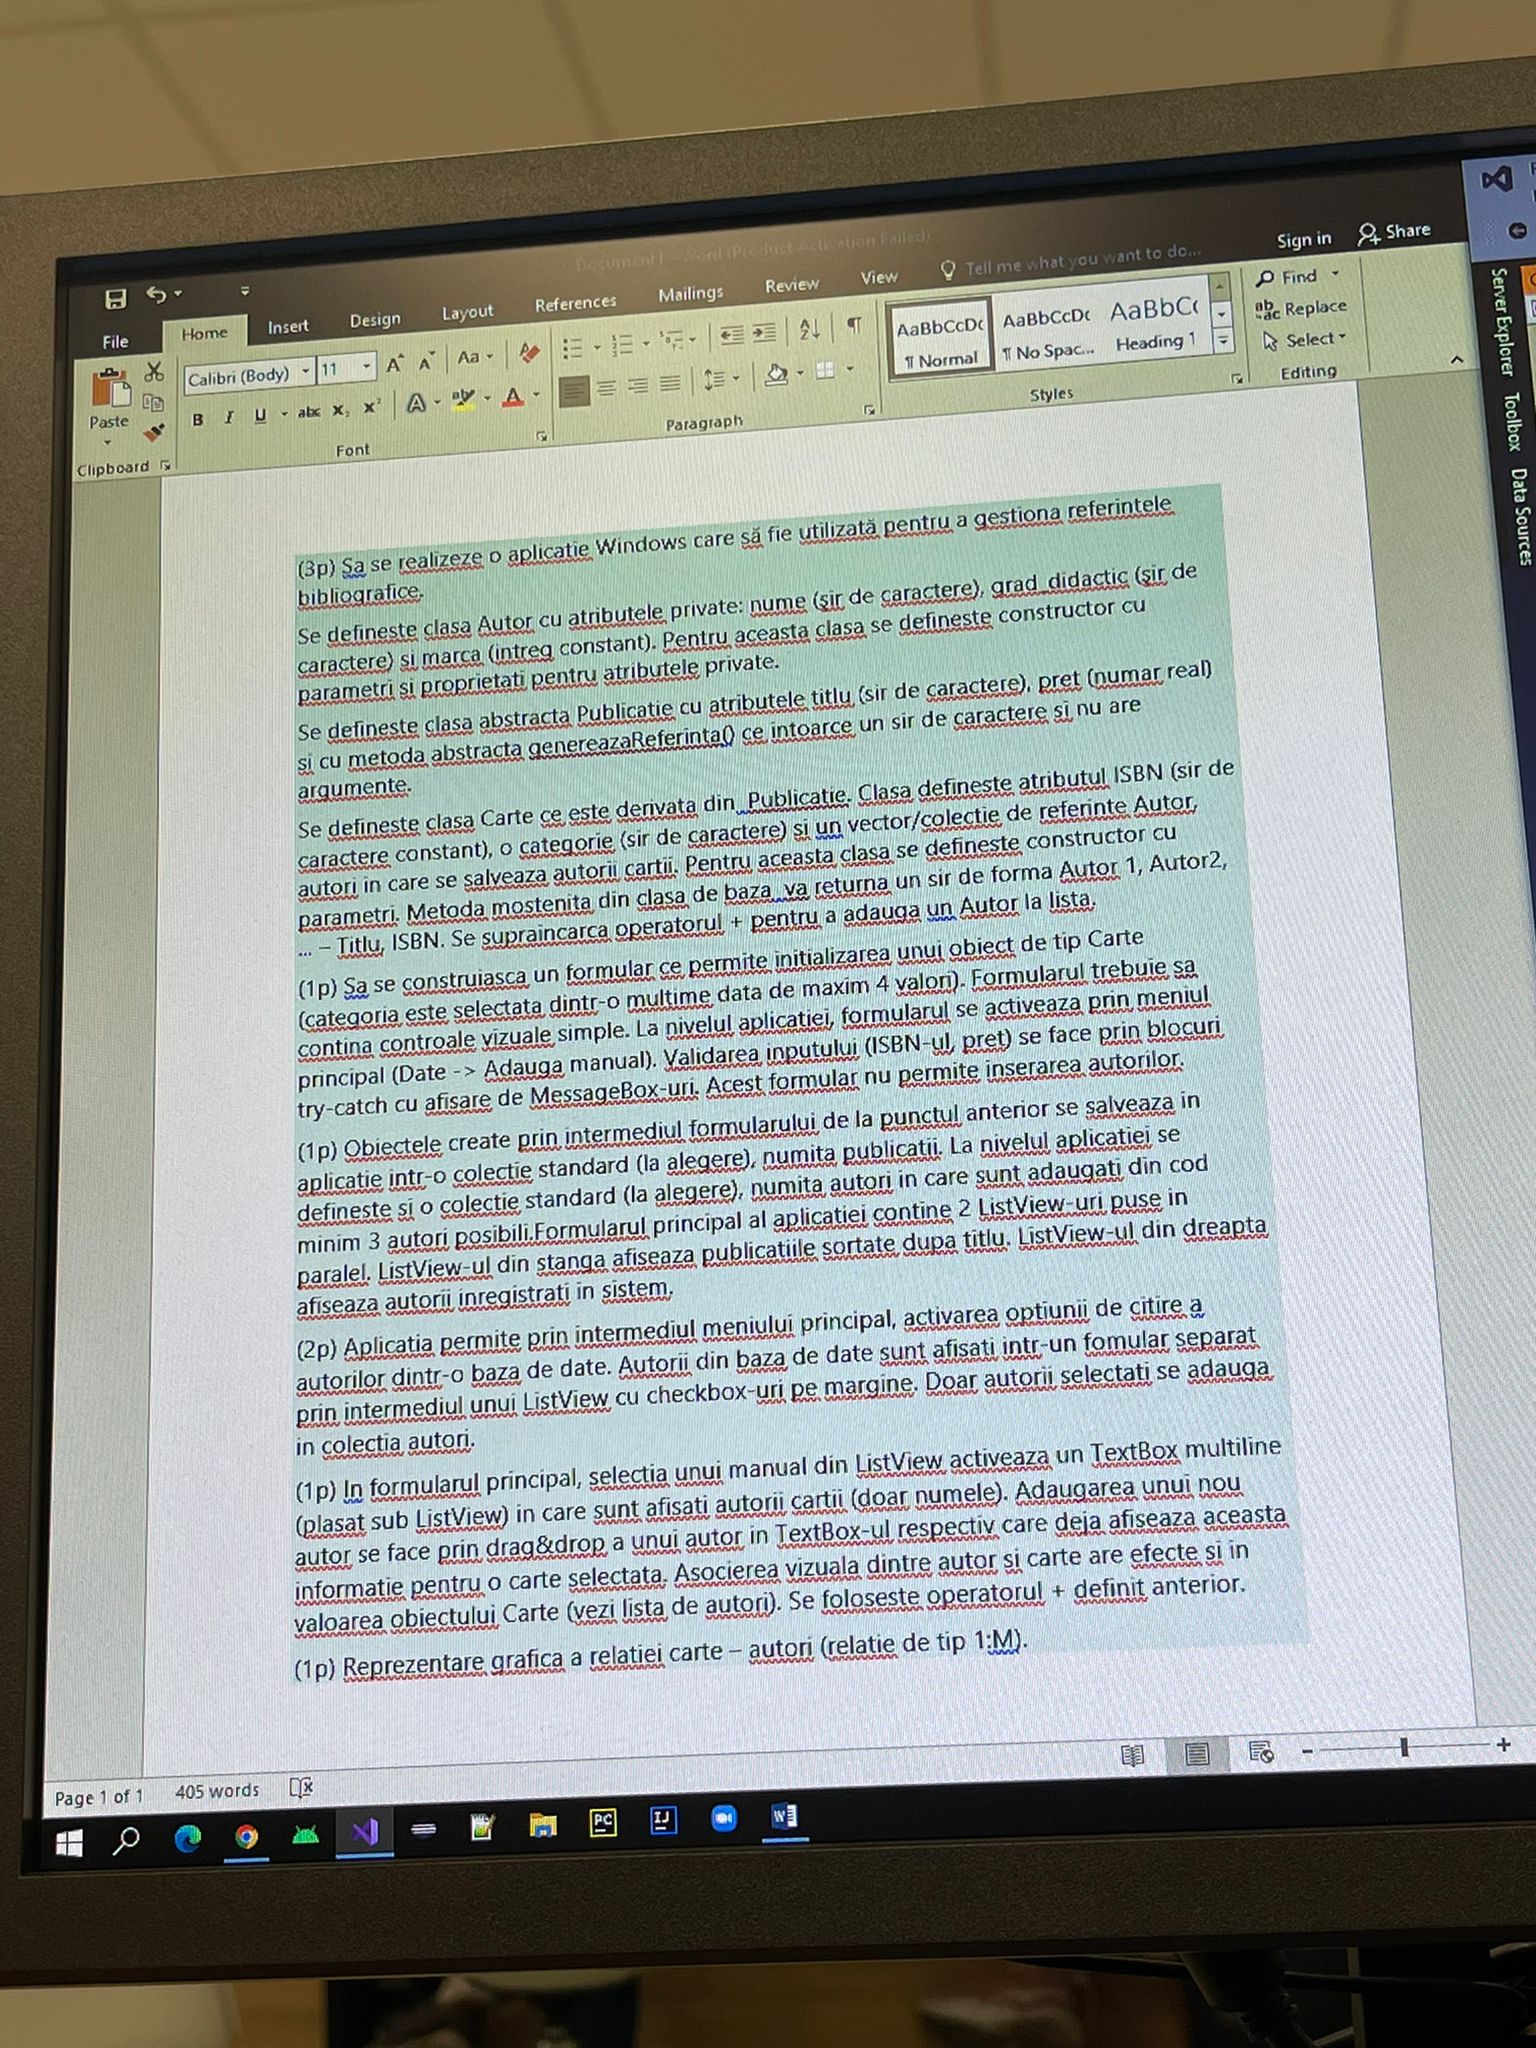 Document1 - Word (Product Activation Failed)
Sign in Share
File Home Insert Design Layout References Mailings Review View Tell me what you want to do...
Paste
Clipboard
Calibri (Body) 11
Aa
B I U abc X₂ X²
A ab A
Font
Paragraph
AaBbCcDc AaBbCcDc AaBbC(
¶ Normal ¶ No Spac... Heading 1
Styles
Find
Replace
Select
Editing
Server Explorer Toolbox Data Sources
(3p) Sa se realizeze o aplicatie Windows care să fie utilizată pentru a gestiona referintele
bibliografice.
Se defineste clasa Autor cu atributele private: nume (șir de caractere), grad_didactic (șir de
caractere) si marca (intreg constant). Pentru aceasta clasa se defineste constructor cu
parametri si proprietati pentru atributele private.
Se defineste clasa abstracta Publicatie cu atributele titlu (sir de caractere), pret (numar real)
si cu metoda abstracta genereazaReferinta() ce intoarce un sir de caractere si nu are
argumente.
Se defineste clasa Carte ce este derivata din Publicatie. Clasa defineste atributul ISBN (sir de
caractere constant), o categorie (sir de caractere) si un vector/colectie de referinte Autor,
autori in care se salveaza autorii cartii. Pentru aceasta clasa se defineste constructor cu
parametri. Metoda mostenita din clasa de baza va returna un sir de forma Autor 1, Autor2,
... – Titlu, ISBN. Se supraincarca operatorul + pentru a adauga un Autor la lista.
(1p) Sa se construiasca un formular ce permite initializarea unui obiect de tip Carte
(categoria este selectata dintr-o multime data de maxim 4 valori). Formularul trebuie sa
contina controale vizuale simple. La nivelul aplicatiei, formularul se activeaza prin meniul
principal (Date -> Adauga manual). Validarea inputului (ISBN-ul, pret) se face prin blocuri
try-catch cu afisare de MessageBox-uri. Acest formular nu permite inserarea autorilor.
(1p) Obiectele create prin intermediul formularului de la punctul anterior se salveaza in
aplicatie intr-o colectie standard (la alegere), numita publicatii. La nivelul aplicatiei se
defineste si o colectie standard (la alegere), numita autori in care sunt adaugati din cod
minim 3 autori posibili.Formularul principal al aplicatiei contine 2 ListView-uri puse in
paralel. ListView-ul din stanga afiseaza publicatiile sortate dupa titlu. ListView-ul din dreapta
afiseaza autorii inregistrati in sistem.
(2p) Aplicatia permite prin intermediul meniului principal, activarea optiunii de citire a
autorilor dintr-o baza de date. Autorii din baza de date sunt afisati intr-un fomular separat
prin intermediul unui ListView cu checkbox-uri pe margine. Doar autorii selectati se adauga
in colectia autori.
(1p) In formularul principal, selectia unui manual din ListView activeaza un TextBox multiline
(plasat sub ListView) in care sunt afisati autorii cartii (doar numele). Adaugarea unui nou
autor se face prin drag&drop a unui autor in TextBox-ul respectiv care deja afiseaza aceasta
informatie pentru o carte selectata. Asocierea vizuala dintre autor si carte are efecte si in
valoarea obiectului Carte (vezi lista de autori). Se foloseste operatorul + definit anterior.
(1p) Reprezentare grafica a relatiei carte – autori (relatie de tip 1:M).
Page 1 of 1 405 words
PC IJ W